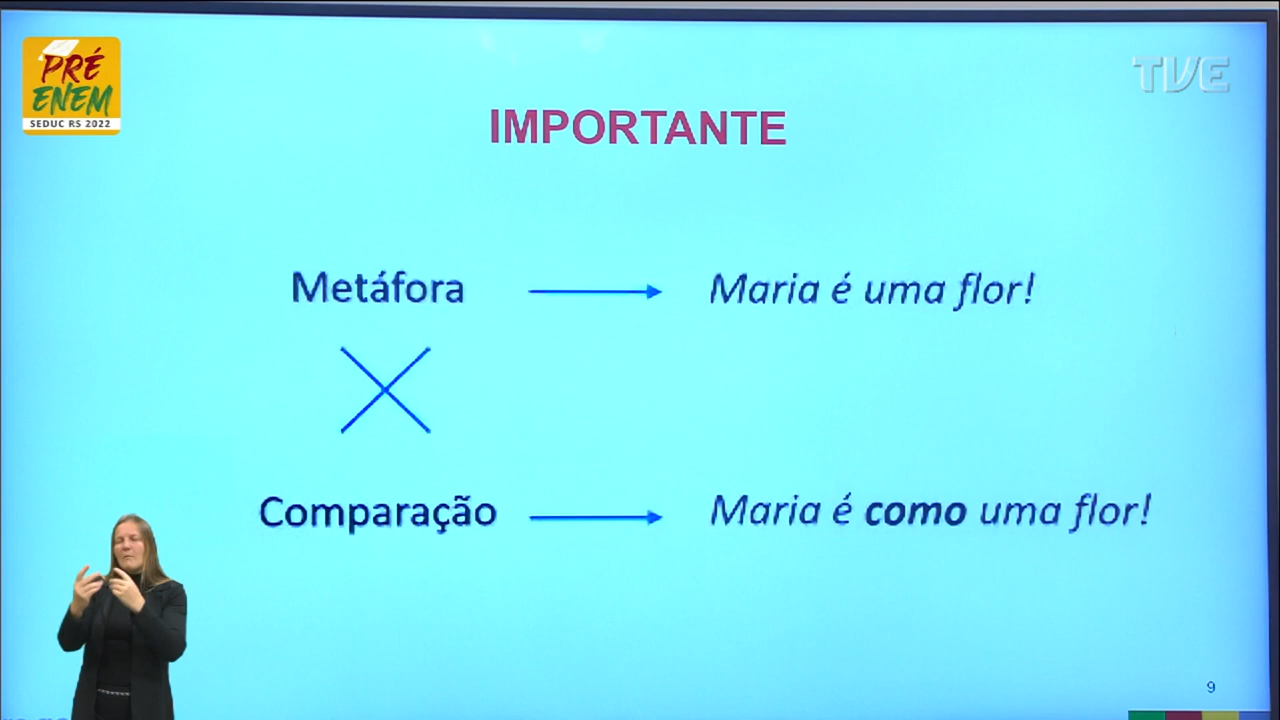 PRÉ
ENEM
SEDUC RS 2022
TVE
IMPORTANTE
Metáfora
Maria é uma flor!
Comparação
Maria é como uma flor!
9